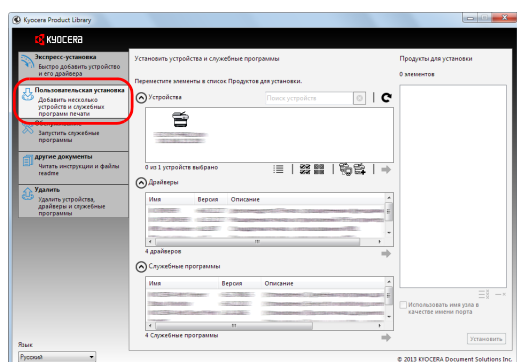 Kyocera Product Library
KYOCERA
Экспресс-установка
Быстро добавить устройство
и его драйвера
Пользовательская установка
Добавить несколько
устройств и служебных
программ печати
Обслуживание
Запустить служебные
программы
другие документы
Читать инструкции и файлы
readme
Удалить
Удалить устройства,
драйверы и служебные
программы
Язык
Русский
Установить устройства и служебные программы
Переместите элементы в список Продуктов для установки.
Устройства
Поиск устройств
0 из 1 устройств выбрано
Драйверы
Имя Версия Описание
4 драйверов
Служебные программы
Имя Версия Описание
4 Служебные программы
Продукты для установки
0 элементов
Использовать имя узла в
качестве имени порта
Установить
© 2013 KYOCERA Document Solutions Inc.